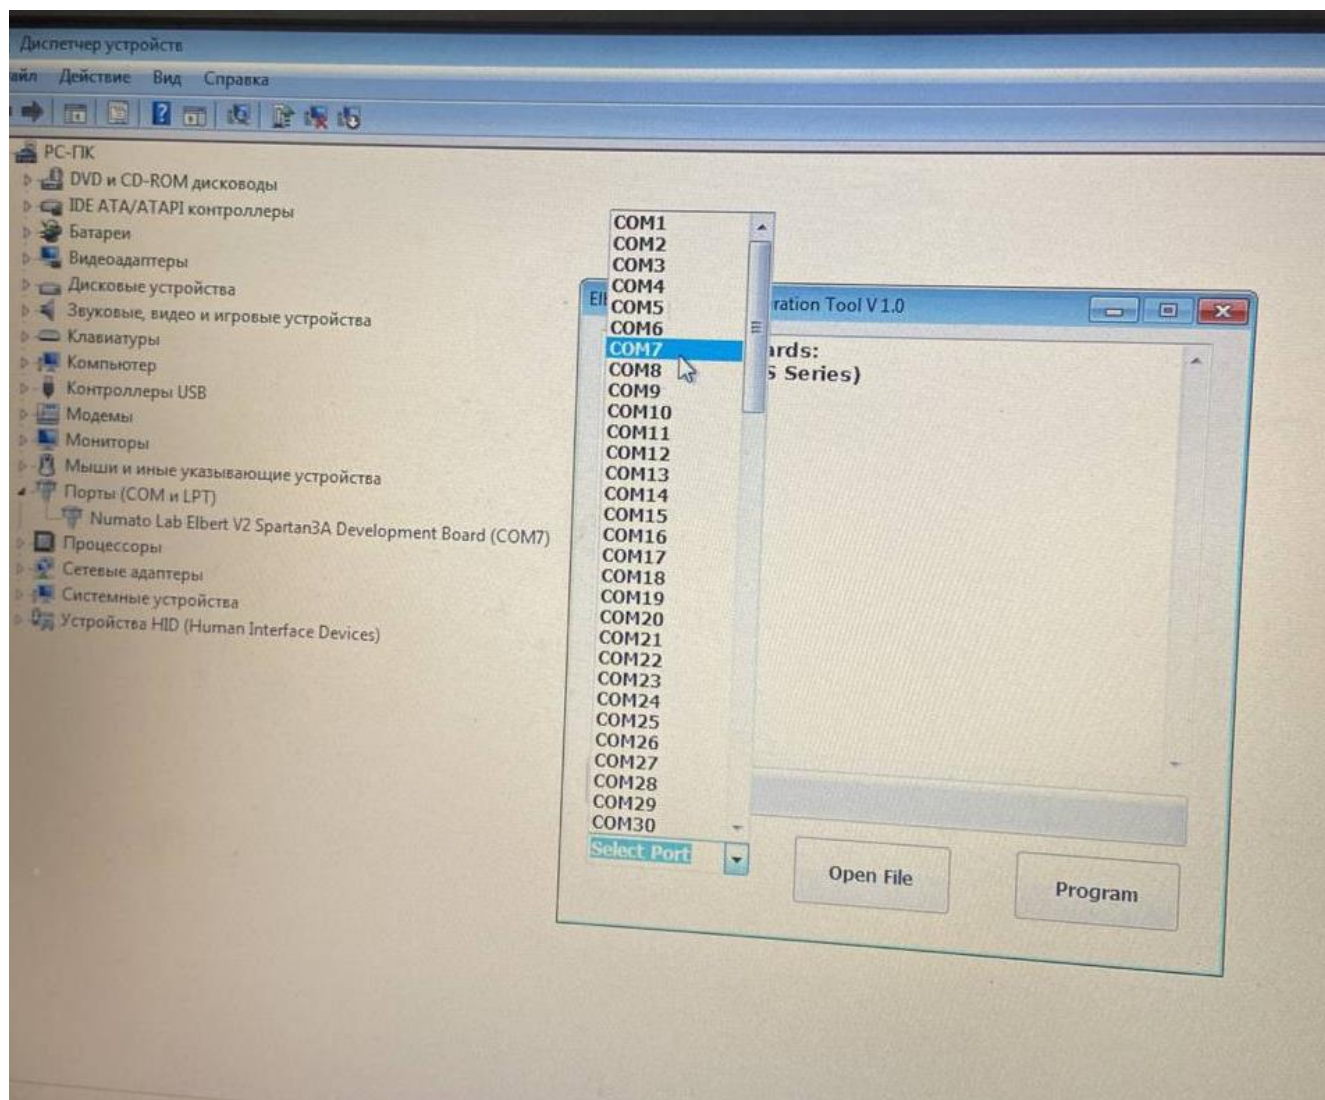 Диспетчер устройств
айл Действие Вид Справка
РС-ПК
DVD и CD-ROM дисководы
IDE ATA/ATAPI контроллеры
Батареи
Видеоадаптеры
Дисковые устройства
Звуковые, видео и игровые устройства
Клавиатуры
Компьютер
Контроллеры USB
Модемы
Мониторы
Мыши и иные указывающие устройства
Порты (COM и LPT)
Numato Lab Elbert V2 Spartan3A Development Board (COM7)
Процессоры
Сетевые адаптеры
Системные устройства
Устройства HID (Human Interface Devices)
COM1
COM2
COM3
COM4
COM5
COM6
COM7
COM8
COM9
COM10
COM11
COM12
COM13
COM14
COM15
COM16
COM17
COM18
COM19
COM20
COM21
COM22
COM23
COM24
COM25
COM26
COM27
COM28
COM29
COM30
Select Port
ration Tool V 1.0
ards:
S Series)
Open File
Program